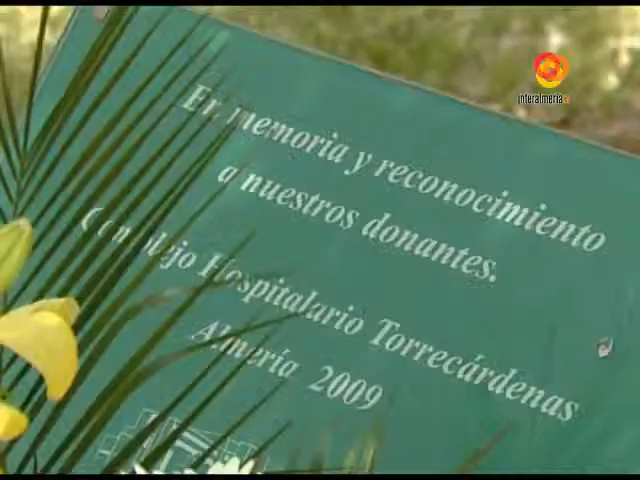 En memoria y reconocimiento
a nuestros donantes.
Complejo Hospitalario Torrecárdenas
Almería 2009
interalmeria